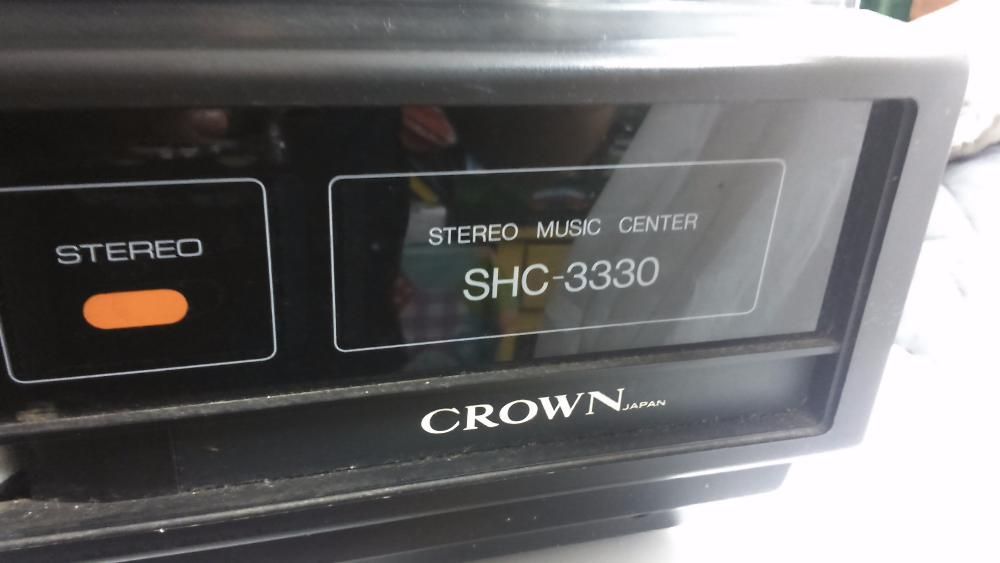 STEREO
STEREO MUSIC CENTER
SHC-3330
CROWN JAPAN